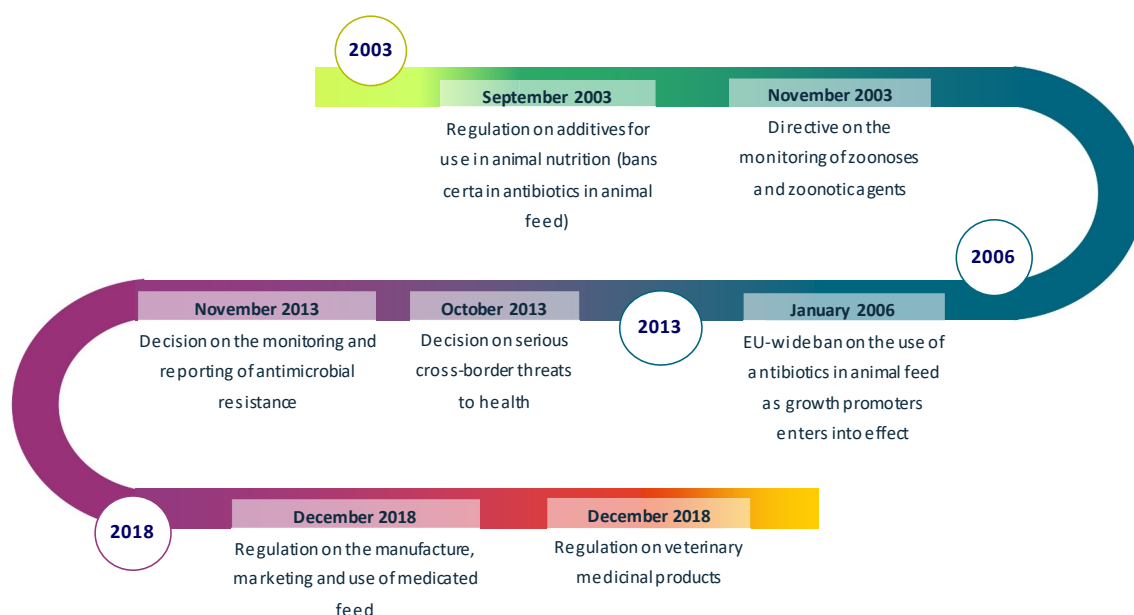 2003
September 2003
Regulation on additives for
use in animal nutrition (bans
certain antibiotics in animal
feed)
November 2003
Directive on the
monitoring of zoonoses
and zoonotic agents
2006
January 2006
EU-wide ban on the use of
antibiotics in animal feed
as growth promoters
enters into effect
2013
October 2013
Decision on serious
cross-border threats
to health
November 2013
Decision on the monitoring and
reporting of antimicrobial
resistance
2018
December 2018
Regulation on the manufacture,
marketing and use of medicated
feed
December 2018
Regulation on veterinary
medicinal products